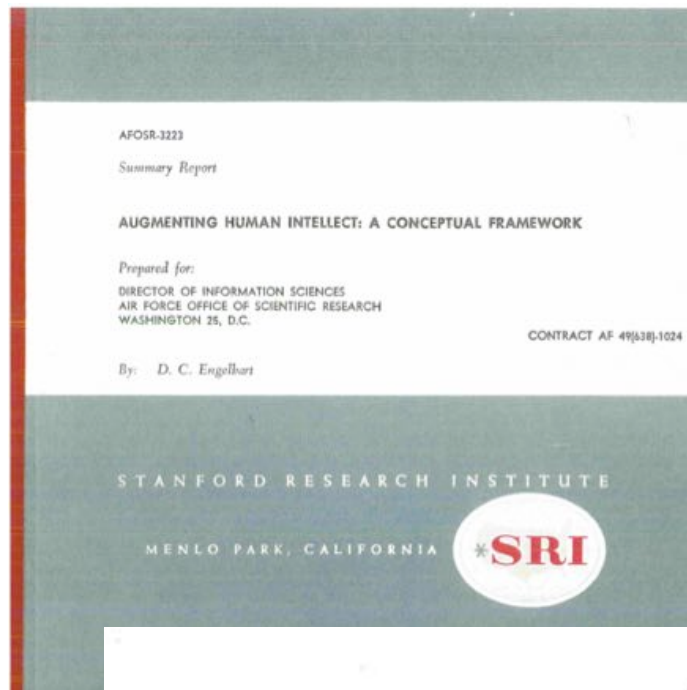 AFOSR-3223
Summary Report
AUGMENTING HUMAN INTELLECT: A CONCEPTUAL FRAMEWORK
Prepared for:
DIRECTOR OF INFORMATION SCIENCES
AIR FORCE OFFICE OF SCIENTIFIC RESEARCH
WASHINGTON 25, D.C.
CONTRACT AF 49(638)-1024
By: D. C. Engelbart
STANFORD RESEARCH INSTITUTE
MENLO PARK, CALIFORNIA
*SRI